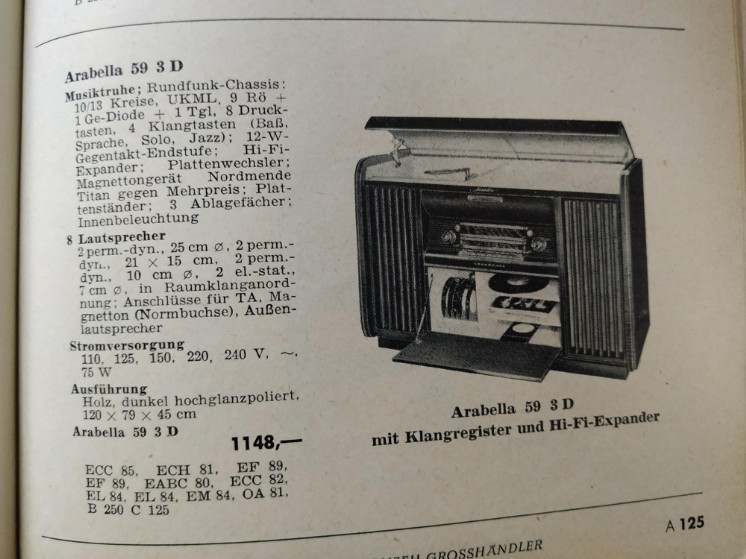 Arabella 59 3 D
Musiktruhe; Rundfunk-Chassis:
10/13 Kreise, UKML, 9 Rö +
1 Ge-Diode + 1 Tgl, 8 Druck-
tasten, 4 Klangtasten (Baß,
Sprache, Solo, Jazz); 12-W-
Gegentakt-Endstufe; Hi-Fi-
Expander; Plattenwechsler;
Magnettongerät Nordmende
Titan gegen Mehrpreis; Plat-
tenständer; 3 Ablagefächer;
Innenbeleuchtung
8 Lautsprecher
2 perm.-dyn., 25 cm ∅, 2 perm.-
dyn., 21 × 15 cm, 2 perm.-
dyn., 10 cm ∅, 2 el.-stat.,
7 cm ∅, in Raumklanganord-
nung; Anschlüsse für TA, Ma-
gnetton (Normbuchse), Außen-
lautsprecher
Stromversorgung
110, 125, 150, 220, 240 V, ~,
75 W
Ausführung
Holz, dunkel hochglanzpoliert,
120 × 79 × 45 cm
Arabella 59 3 D
1148,—
ECC 85, ECH 81, EF 89,
EF 89, EABC 80, ECC 82,
EL 84, EL 84, EM 84, OA 81,
B 250 C 125
Arabella 59 3 D
mit Klangregister und Hi-Fi-Expander
A 125
GROSSHÄNDLER